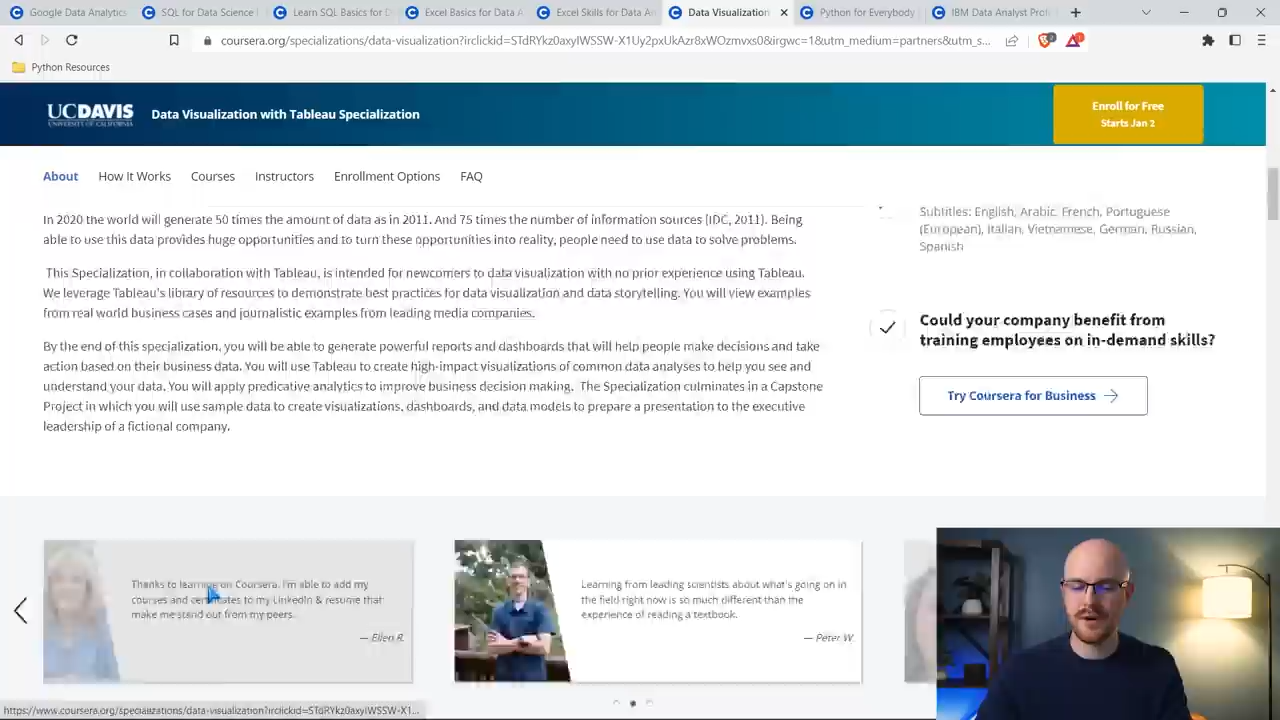 Google Data Analytics
SQL for Data Science
Learn SQL Basics for D
Excel Basics for Data A
Excel Skills for Data An
Data Visualization
Python for Everybody
IBM Data Analyst Prof
coursera.org/specializations/data-visualization?irclickid=STdRYkz0axyIWSSW-X1Uy2pxUkAzr8xWOzmvxs0&irgwc=1&utm_medium=partners&utm_s...
Python Resources
UCDAVIS
UNIVERSITY OF CALIFORNIA
Data Visualization with Tableau Specialization
Enroll for Free
Starts Jan 2
About
How It Works
Courses
Instructors
Enrollment Options
FAQ
In 2020 the world will generate 50 times the amount of data as in 2011. And 75 times the number of information sources (IDC, 2011). Being
able to use this data provides huge opportunities and to turn these opportunities into reality, people need to use data to solve problems.
This Specialization, in collaboration with Tableau, is intended for newcomers to data visualization with no prior experience using Tableau.
We leverage Tableau's library of resources to demonstrate best practices for data visualization and data storytelling. You will view examples
from real world business cases and journalistic examples from leading media companies.
By the end of this specialization, you will be able to generate powerful reports and dashboards that will help people make decisions and take
action based on their business data. You will use Tableau to create high-impact visualizations of common data analyses to help you see and
understand your data. You will apply predicative analytics to improve business decision making. The Specialization culminates in a Capstone
Project in which you will use sample data to create visualizations, dashboards, and data models to prepare a presentation to the executive
leadership of a fictional company.
Subtitles: English, Arabic, French, Portuguese
(European), Italian, Vietnamese, German, Russian,
Spanish
Could your company benefit from
training employees on in-demand skills?
Try Coursera for Business
Thanks to learning on Coursera, I'm able to add my
courses and certificates to my LinkedIn & resume that
make me stand out from my peers.
— Ellen R.
Learning from leading scientists about what's going on in
the field right now is so much different than the
experience of reading a textbook.
— Peter W.
https://www.coursera.org/specializations/data-visualization?irclickid=STdRYkz0axyIWSSW-X1...